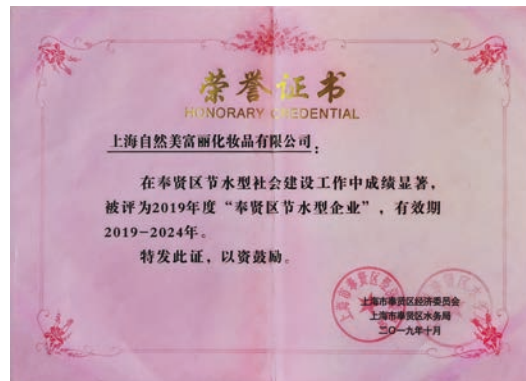 荣誉证书
HONORARY CREDENTIAL
上海自然美富丽化妆品有限公司：
在奉贤区节水型社会建设工作中成绩显著，
被评为2019年度“奉贤区节水型企业”，有效期
2019-2024年。
特发此证，以资鼓励。
上海市奉贤区经济委员会
上海市奉贤区水务局
二〇一九年十月